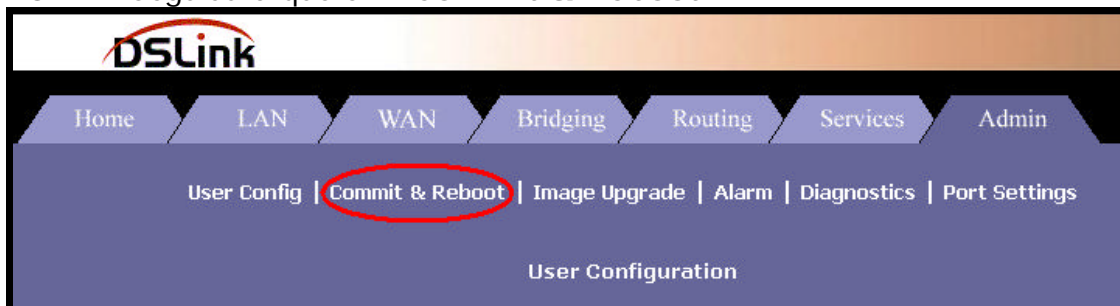 DSLink
Home LAN WAN Bridging Routing Services Admin
User Config | Commit & Reboot | Image Upgrade | Alarm | Diagnostics | Port Settings
User Configuration